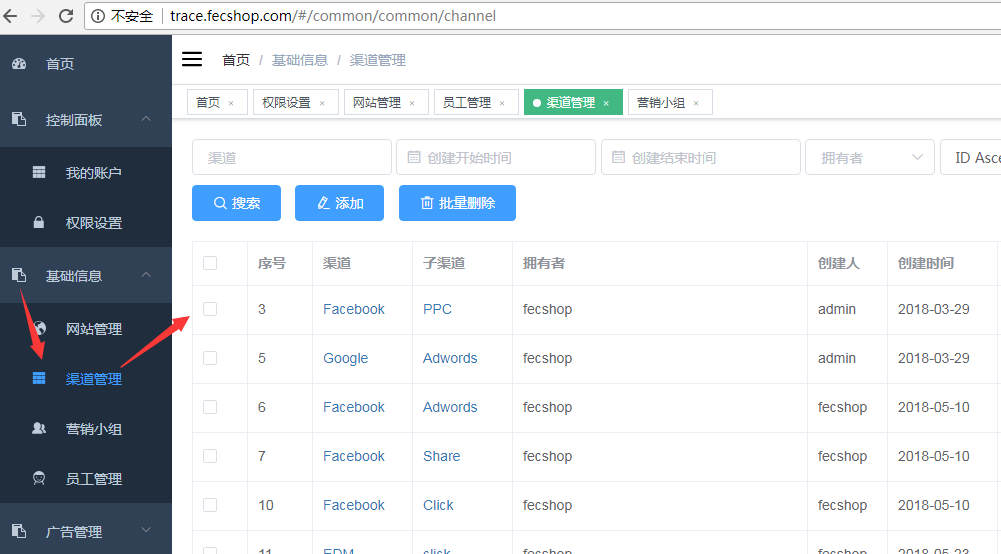 不安全 trace.fecshop.com/#/common/common/channel
首页
控制面板
我的账户
权限设置
基础信息
网站管理
渠道管理
营销小组
员工管理
广告管理
首页 / 基础信息 / 渠道管理
首页 × 权限设置 × 网站管理 × 员工管理 × 渠道管理 × 营销小组 ×
渠道 创建开始时间 创建结束时间 拥有者 ID Asce
搜索 添加 批量删除
序号 渠道 子渠道 拥有者 创建人 创建时间
3 Facebook PPC fecshop admin 2018-03-29
5 Google Adwords fecshop admin 2018-03-29
6 Facebook Adwords fecshop fecshop 2018-05-10
7 Facebook Share fecshop fecshop 2018-05-10
10 Facebook Click fecshop fecshop 2018-05-10
11 EDM click fecshop fecshop 2018-05-23